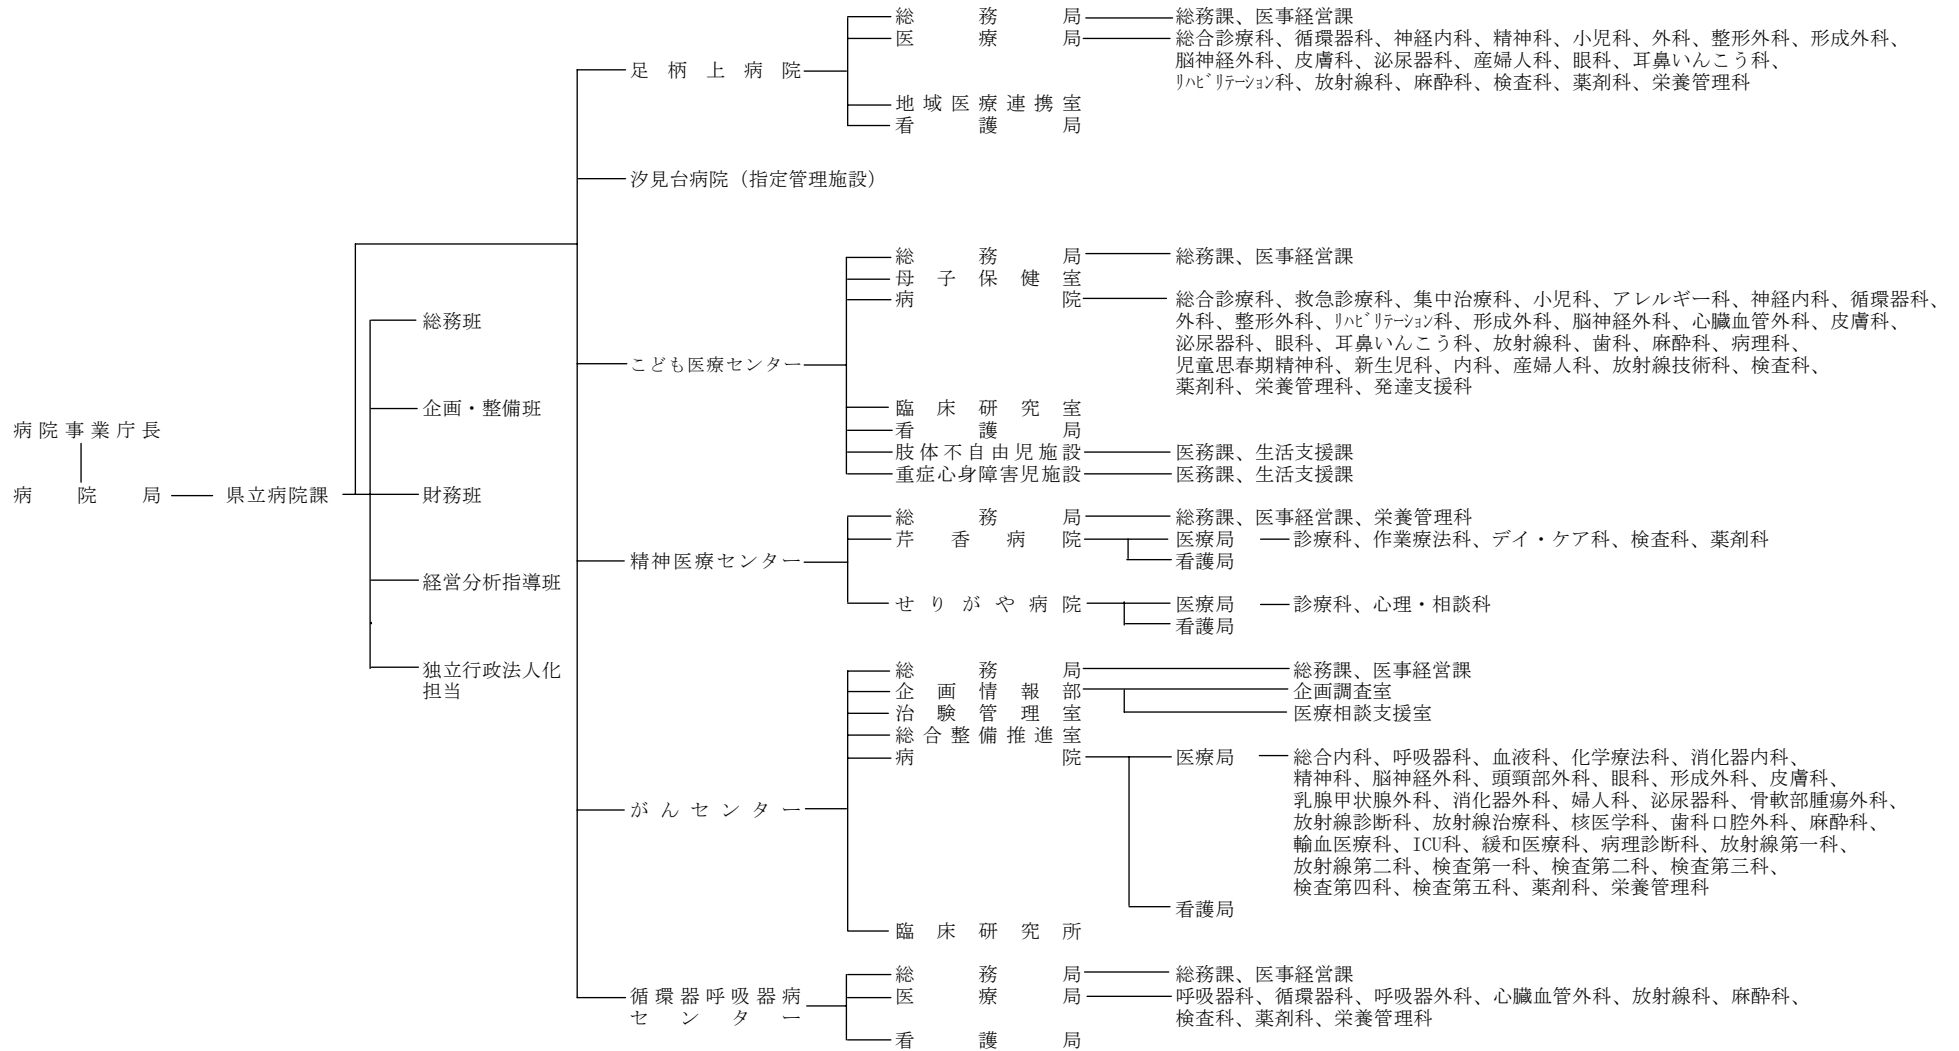 病院事業庁長
病院局
県立病院課
総務班
企画・整備班
財務班
経営分析指導班
独立行政法人化
担当
足柄上病院
総務局 総務課、医事経営課
医療局 総合診療科、循環器科、神経内科、精神科、小児科、外科、整形外科、形成外科、
脳神経外科、皮膚科、泌尿器科、産婦人科、眼科、耳鼻いんこう科、
ﾘﾊﾋﾞﾘﾃｰｼｮﾝ科、放射線科、麻酔科、検査科、薬剤科、栄養管理科
地域医療連携室
看護局
汐見台病院（指定管理施設）
こども医療センター
総務局 総務課、医事経営課
母子保健室
病院 総合診療科、救急診療科、集中治療科、小児科、アレルギー科、神経内科、循環器科、
外科、整形外科、ﾘﾊﾋﾞﾘﾃｰｼｮﾝ科、形成外科、脳神経外科、心臓血管外科、皮膚科、
泌尿器科、眼科、耳鼻いんこう科、放射線科、歯科、麻酔科、病理科、
児童思春期精神科、新生児科、内科、産婦人科、放射線技術科、検査科、
薬剤科、栄養管理科、発達支援科
臨床研究室
看護局
肢体不自由児施設 医務課、生活支援課
重症心身障害児施設 医務課、生活支援課
精神医療センター
総務局 総務課、医事経営課、栄養管理科
芹香病院 医療局 診療科、作業療法科、デイ・ケア科、検査科、薬剤科
看護局
せりがや病院 医療局 診療科、心理・相談科
看護局
がんセンター
総務局 総務課、医事経営課
企画情報部 企画調査室
治験管理室 医療相談支援室
総合整備推進室
病院 医療局 総合内科、呼吸器科、血液科、化学療法科、消化器内科、
精神科、脳神経外科、頭頸部外科、眼科、形成外科、皮膚科、
乳腺甲状腺外科、消化器外科、婦人科、泌尿器科、骨軟部腫瘍外科、
放射線診断科、放射線治療科、核医学科、歯科口腔外科、麻酔科、
輸血医療科、ICU科、緩和医療科、病理診断科、放射線第一科、
放射線第二科、検査第一科、検査第二科、検査第三科、
検査第四科、検査第五科、薬剤科、栄養管理科
看護局
臨床研究所
循環器呼吸器病
センター
総務局 総務課、医事経営課
医療局 呼吸器科、循環器科、呼吸器外科、心臓血管外科、放射線科、麻酔科、
検査科、薬剤科、栄養管理科
看護局